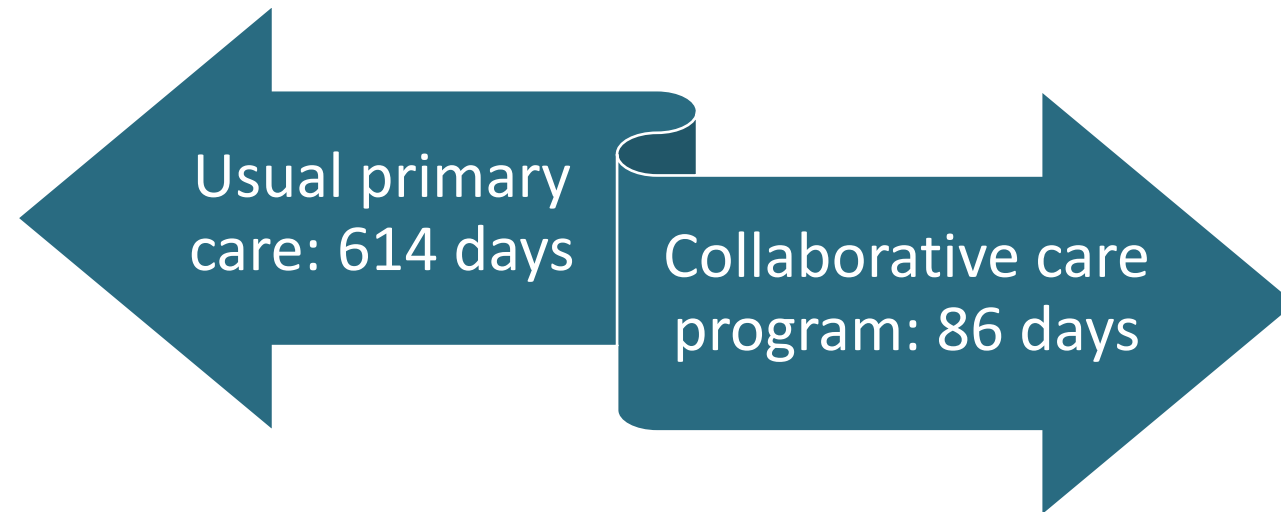 Usual primary
care: 614 days
Collaborative care
program: 86 days